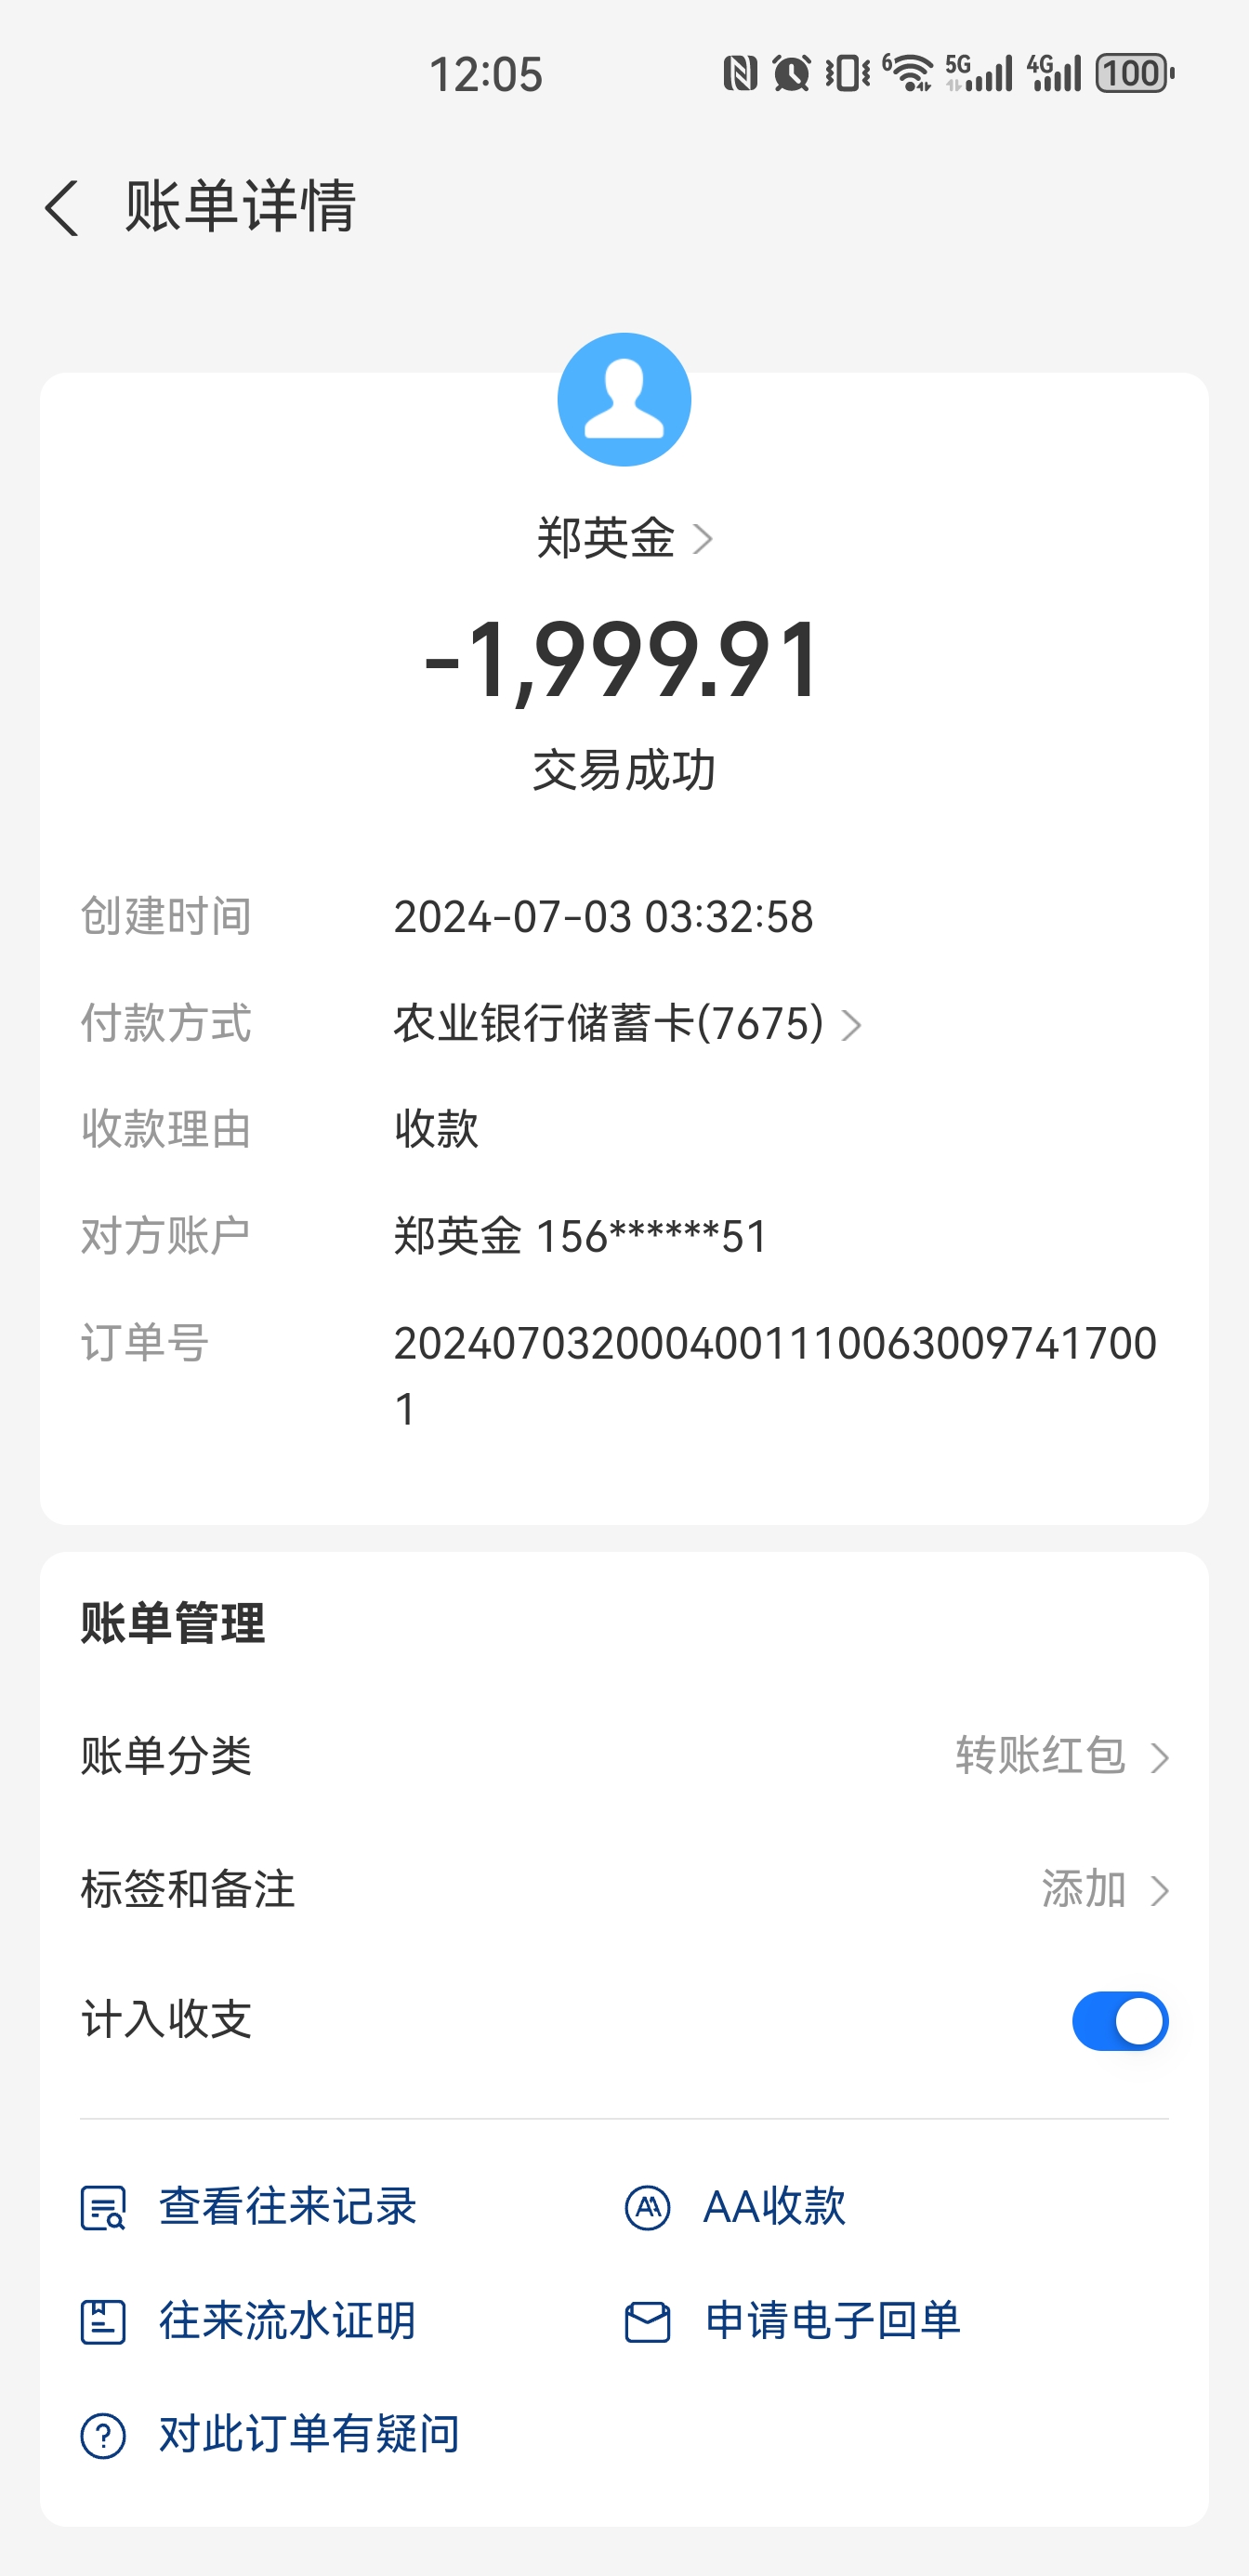 12:05
6 5G 4G 100
账单详情
郑英金
-1,999.91
交易成功
创建时间 2024-07-03 03:32:58
付款方式 农业银行储蓄卡(7675)
收款理由 收款
对方账户 郑英金 156******51
订单号 2024070320004001110063009741700
1
账单管理
账单分类 转账红包
标签和备注 添加
计入收支
查看往来记录 AA收款
往来流水证明 申请电子回单
对此订单有疑问